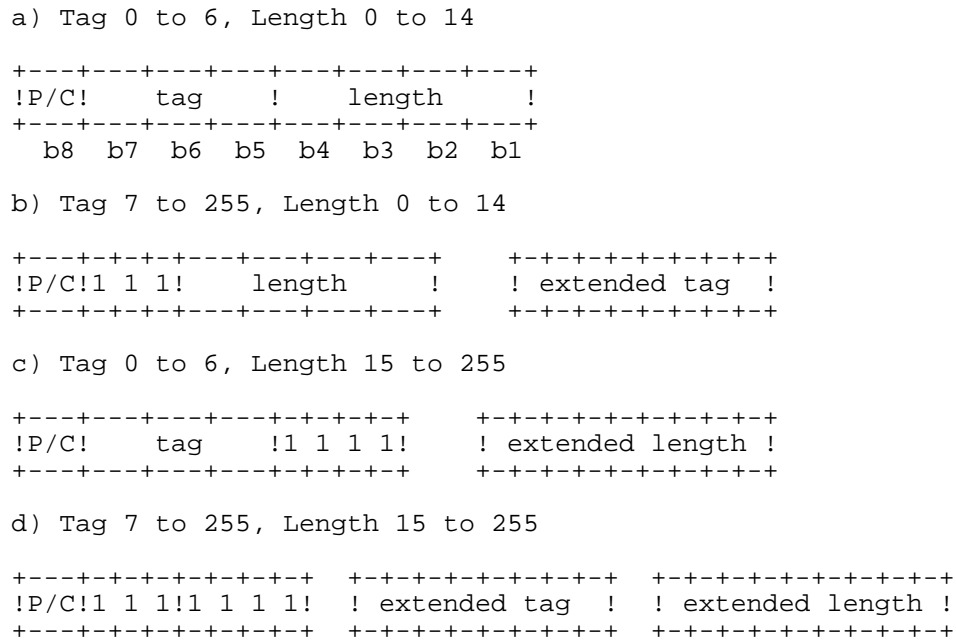 a) Tag 0 to 6, Length 0 to 14
+---+---+---+---+---+---+---+---+
!P/C!    tag    !    length     !
+---+---+---+---+---+---+---+---+
  b8  b7  b6  b5  b4  b3  b2  b1
b) Tag 7 to 255, Length 0 to 14
+---+-+-+-+---+---+---+---+    +-+-+-+-+-+-+-+-+
!P/C!1 1 1!    length     !    ! extended tag  !
+---+-+-+-+---+---+---+---+    +-+-+-+-+-+-+-+-+
c) Tag 0 to 6, Length 15 to 255
+---+---+---+---+-+-+-+-+    +-+-+-+-+-+-+-+-+-+
!P/C!    tag    !1 1 1 1!    ! extended length !
+---+---+---+---+-+-+-+-+    +-+-+-+-+-+-+-+-+-+
d) Tag 7 to 255, Length 15 to 255
+---+-+-+-+-+-+-+-+  +-+-+-+-+-+-+-+-+  +-+-+-+-+-+-+-+-+-+
!P/C!1 1 1!1 1 1 1!  ! extended tag  !  ! extended length !
+---+-+-+-+-+-+-+-+  +-+-+-+-+-+-+-+-+  +-+-+-+-+-+-+-+-+-+